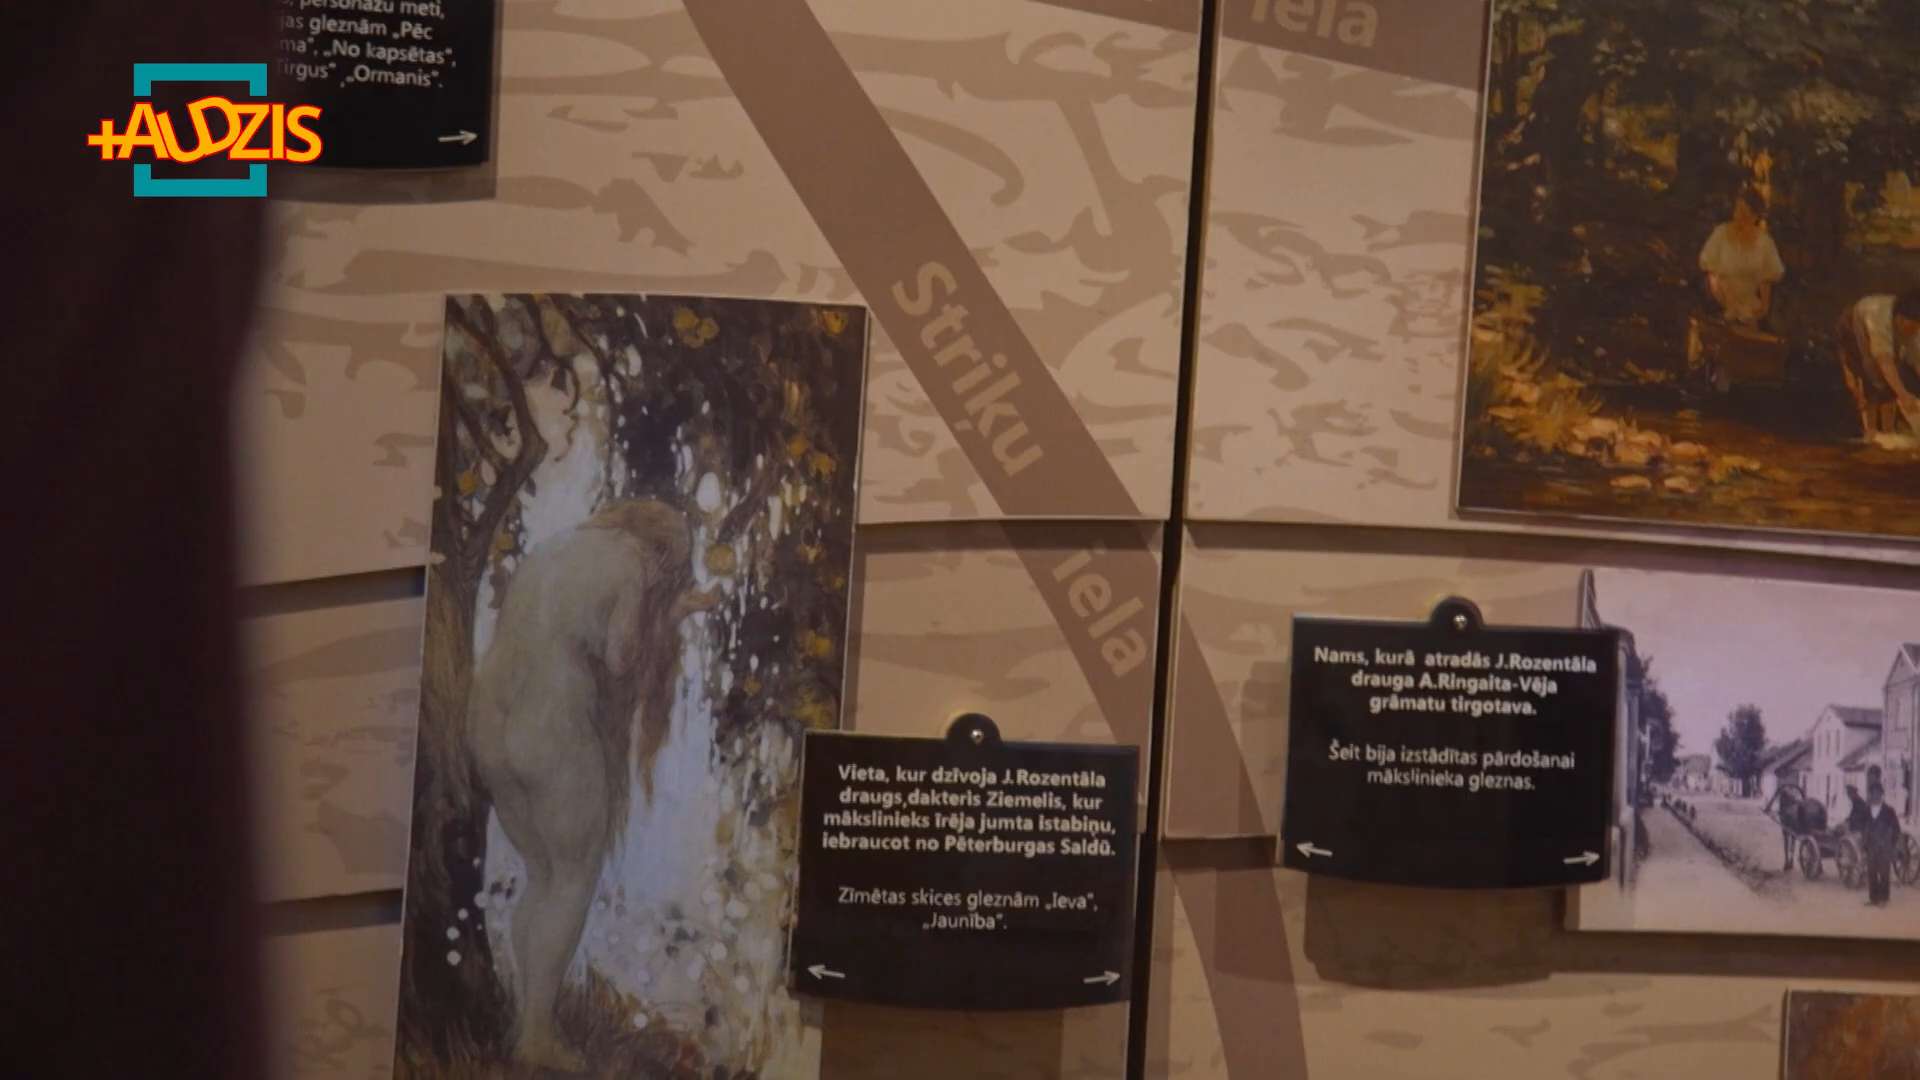 personāžu meti,
gleznām „Pēc
„No kapsētas",
„Ormanis".
+AUDZIS
iela
Striķu iela
Vieta, kur dzīvoja J.Rozentāla
draugs,dakteris Ziemelis, kur
mākslinieks īrēja jumta istabiņu,
iebraucot no Pēterburgas Saldū.
Zīmētas skices gleznām „Ieva",
„Jaunība".
Nams, kurā atradās J.Rozentāla
drauga A.Ringaita-Vēja
grāmatu tirgotava.
Šeit bija izstādītas pārdošanai
mākslinieka gleznas.